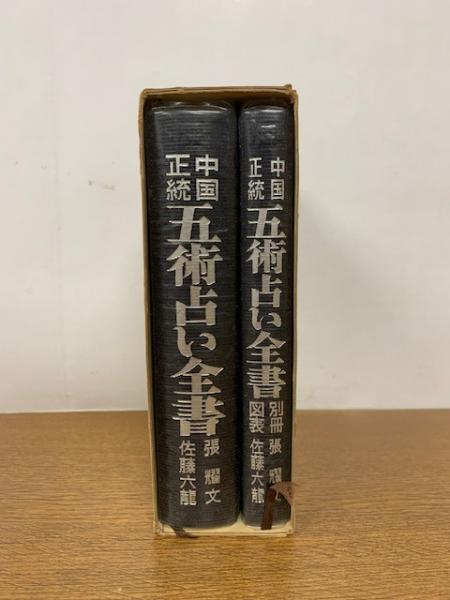 中国
正統
五術占い全書
張耀文
佐藤六龍
中国
正統
五術占い全書
別冊
図表
張耀
佐藤六龍